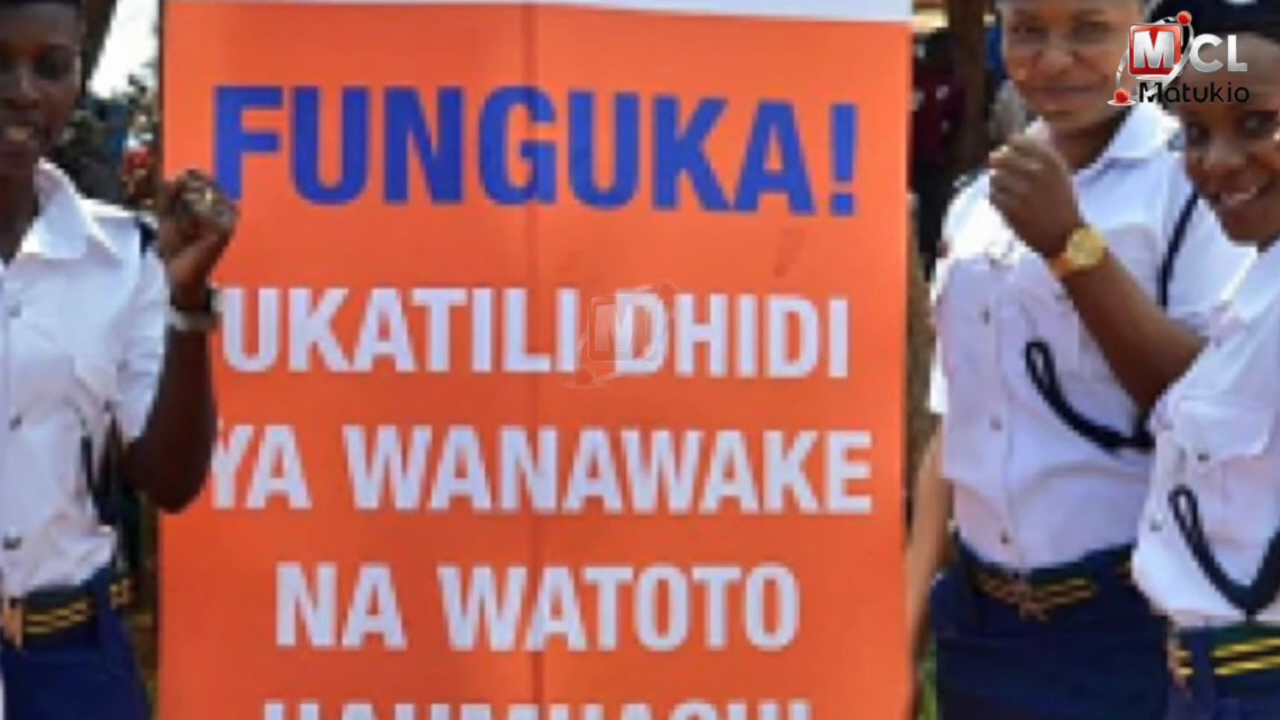 MCL
Matukio
FUNGUKA!
UKATILI DHIDI
YA WANAWAKE
NA WATOTO